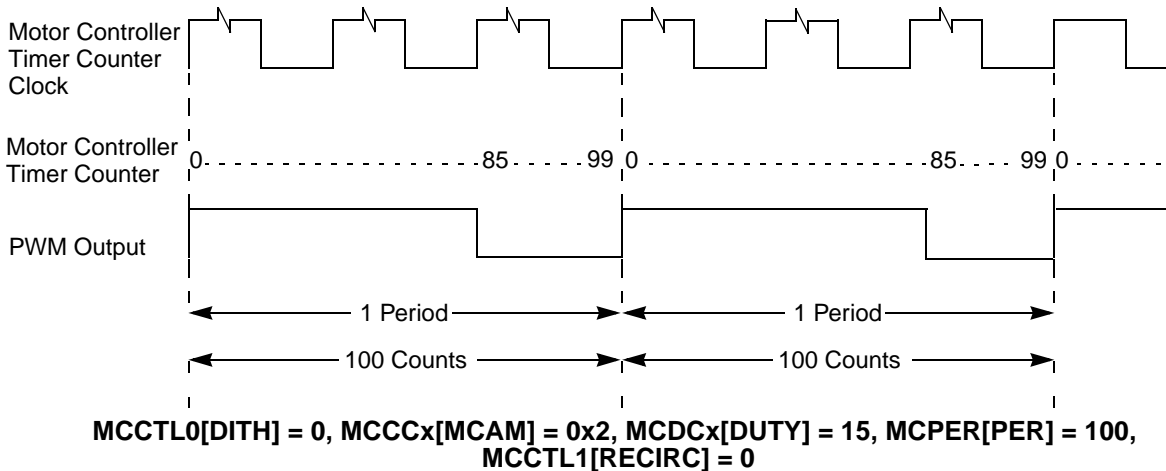 Motor Controller
Timer Counter
Clock
Motor Controller
Timer Counter
0 85 99 0 85 99 0
PWM Output
1 Period 1 Period
100 Counts 100 Counts
MCCTL0[DITH] = 0, MCCCx[MCAM] = 0x2, MCDCx[DUTY] = 15, MCPER[PER] = 100,
MCCTL1[RECIRC] = 0